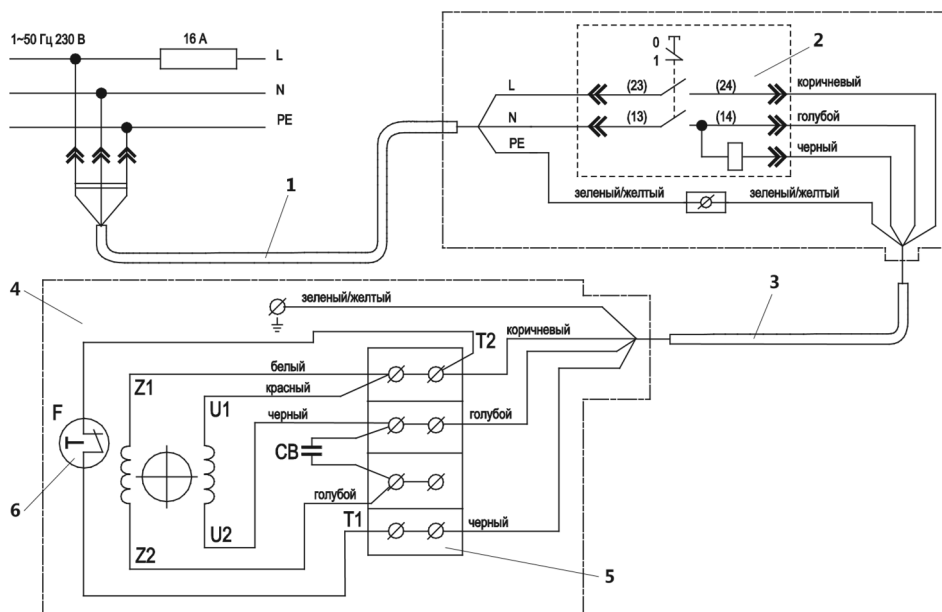 1~50 Гц 230 В
16 А
L
N
PE
1
0
1
2
L
(23)
(24)
коричневый
N
(13)
(14)
голубой
PE
черный
зеленый/желтый
зеленый/желтый
4
зеленый/желтый
3
T2
коричневый
белый
Z1
красный
U1
F
черный
голубой
CB
6
голубой
T1
черный
U2
Z2
5